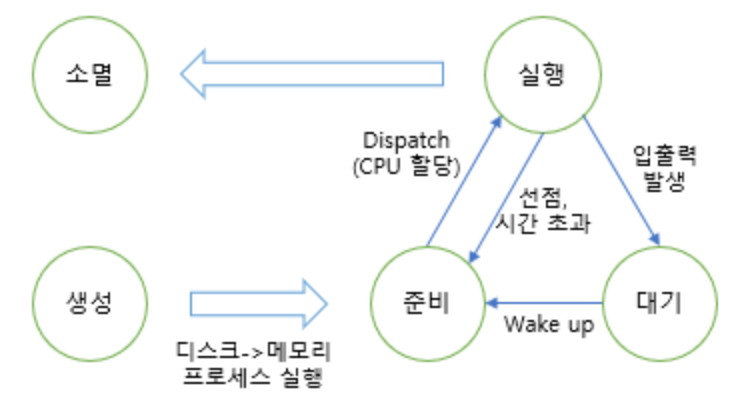 소멸
실행
Dispatch
(CPU 할당)
입출력
발생
선점,
시간 초과
생성
준비
대기
Wake up
디스크->메모리
프로세스 실행